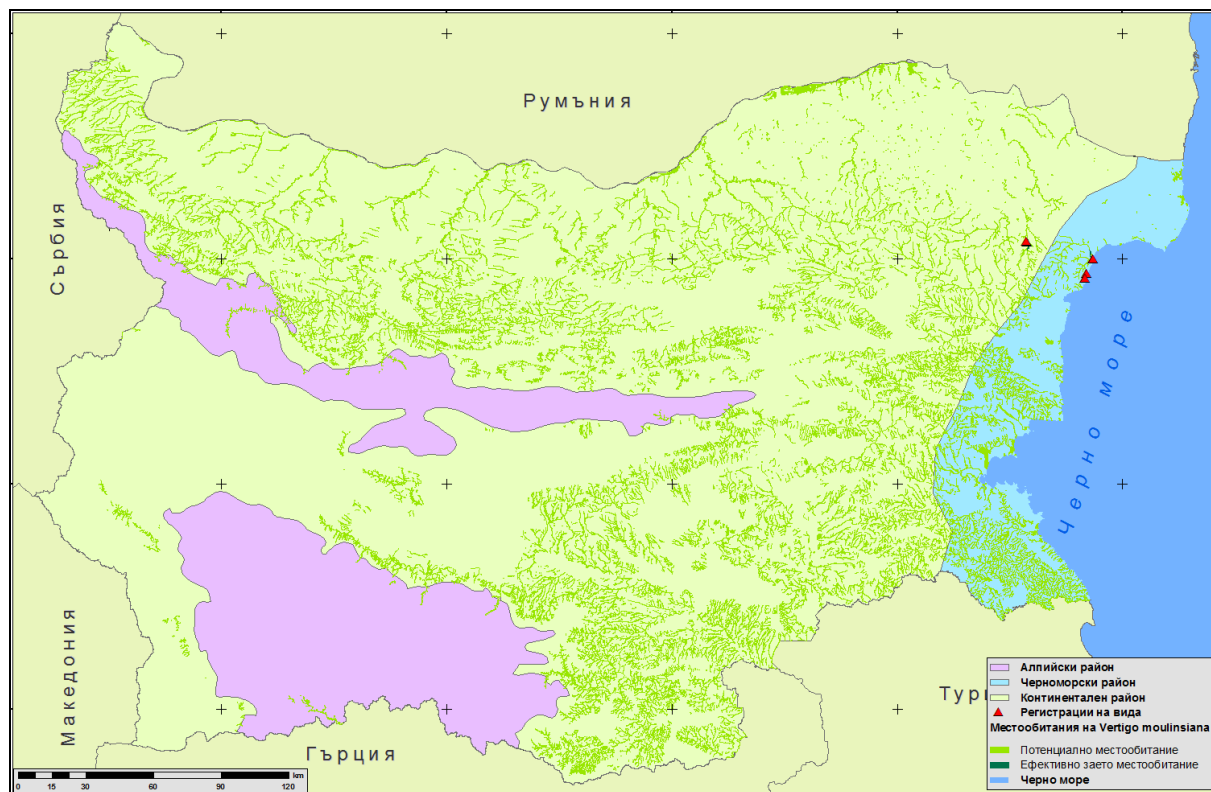 Румъния
Сърбия
Черно море
Македония
Гърция
Алпийски район
Черноморски район
Континентален район
Регистрации на вида
Местообитания на Vertigo moulinsiana
Потенциално местообитание
Ефективно заето местообитание
Черно море
km
0 15 30 60 90 120